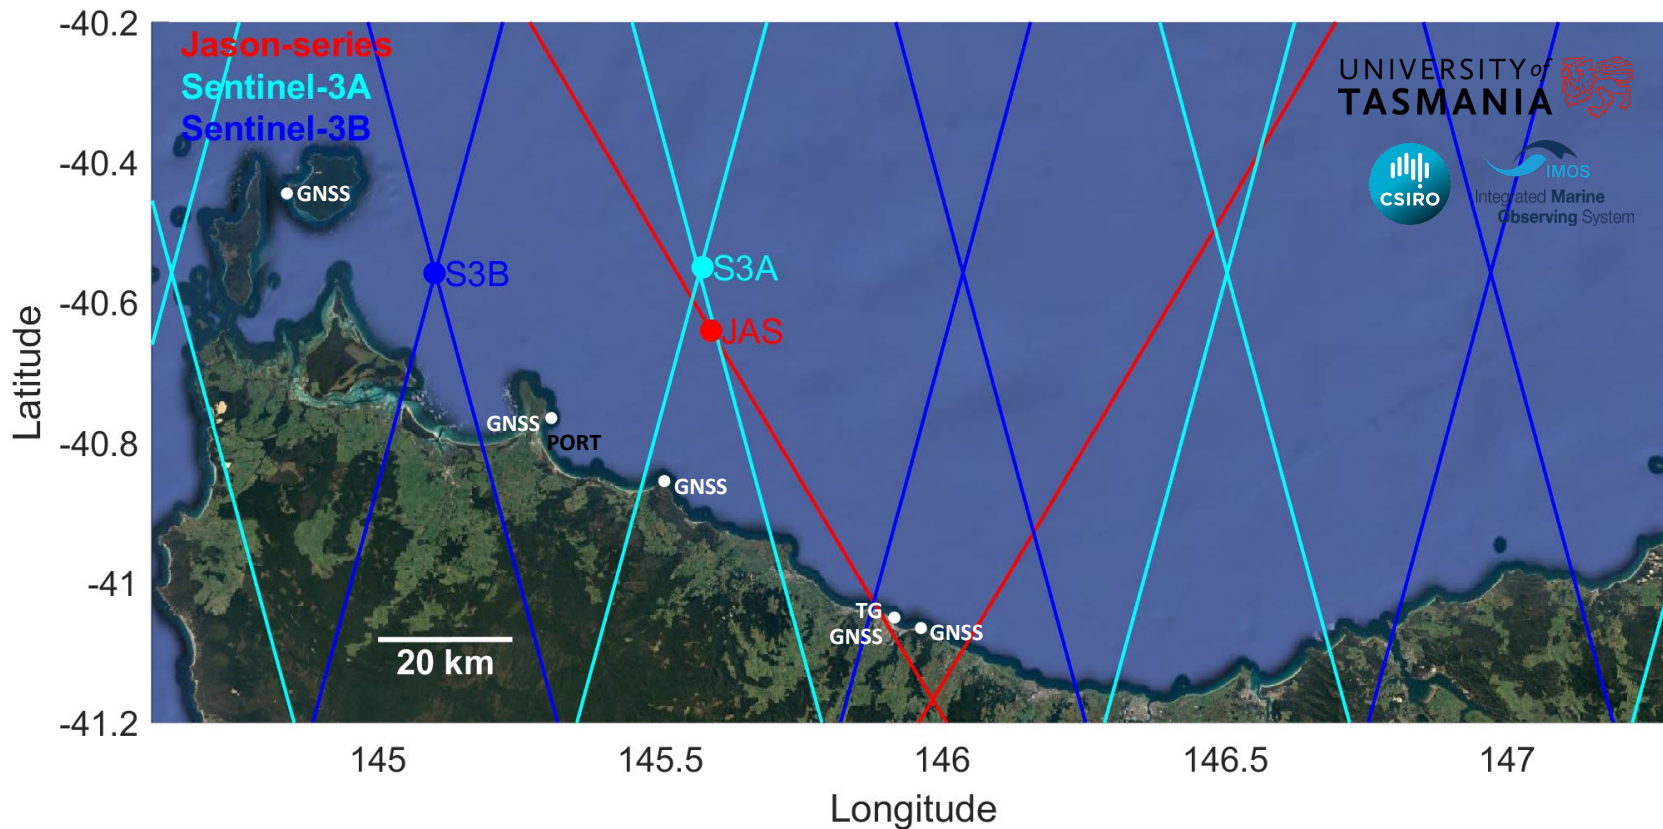 -40.2
-40.4
-40.6
-40.8
-41
-41.2
Latitude
Jason-series
Sentinel-3A
Sentinel-3B
UNIVERSITY of
TASMANIA
CSIRO
IMOS
Integrated Marine
Observing System
GNSS
S3B
S3A
JAS
GNSS
PORT
GNSS
TG
GNSS
GNSS
20 km
145
145.5
146
146.5
147
Longitude